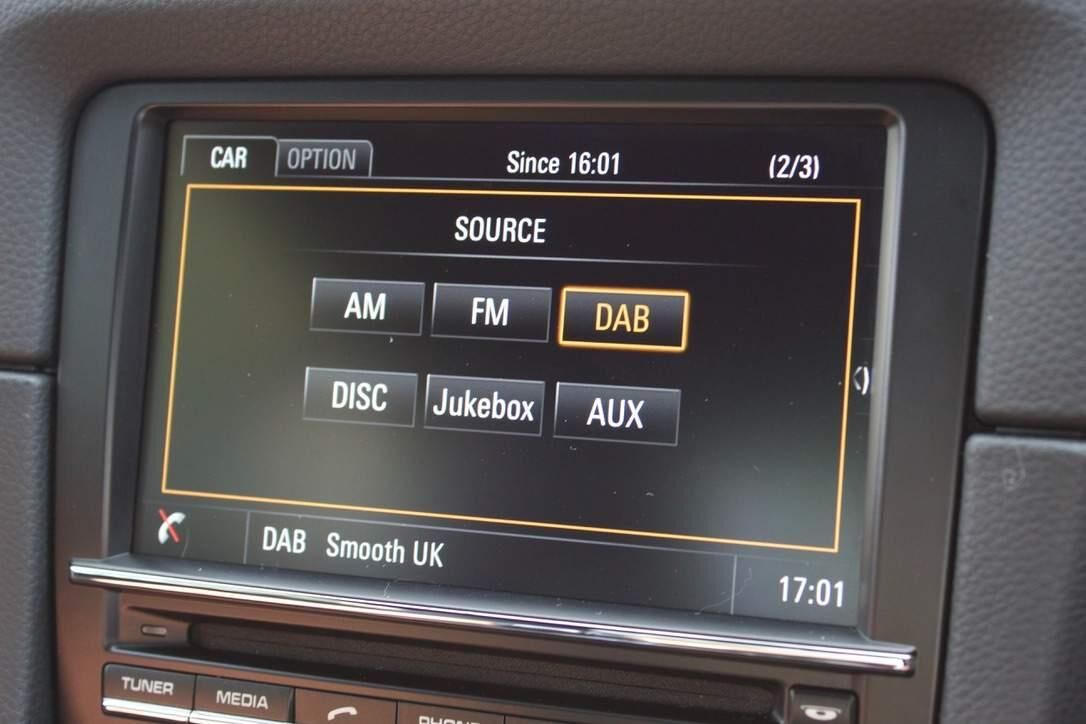 CAR OPTION Since 16:01 (2/3)
SOURCE
AM FM DAB
DISC Jukebox AUX
DAB Smooth UK
17:01
TUNER MEDIA PHONE